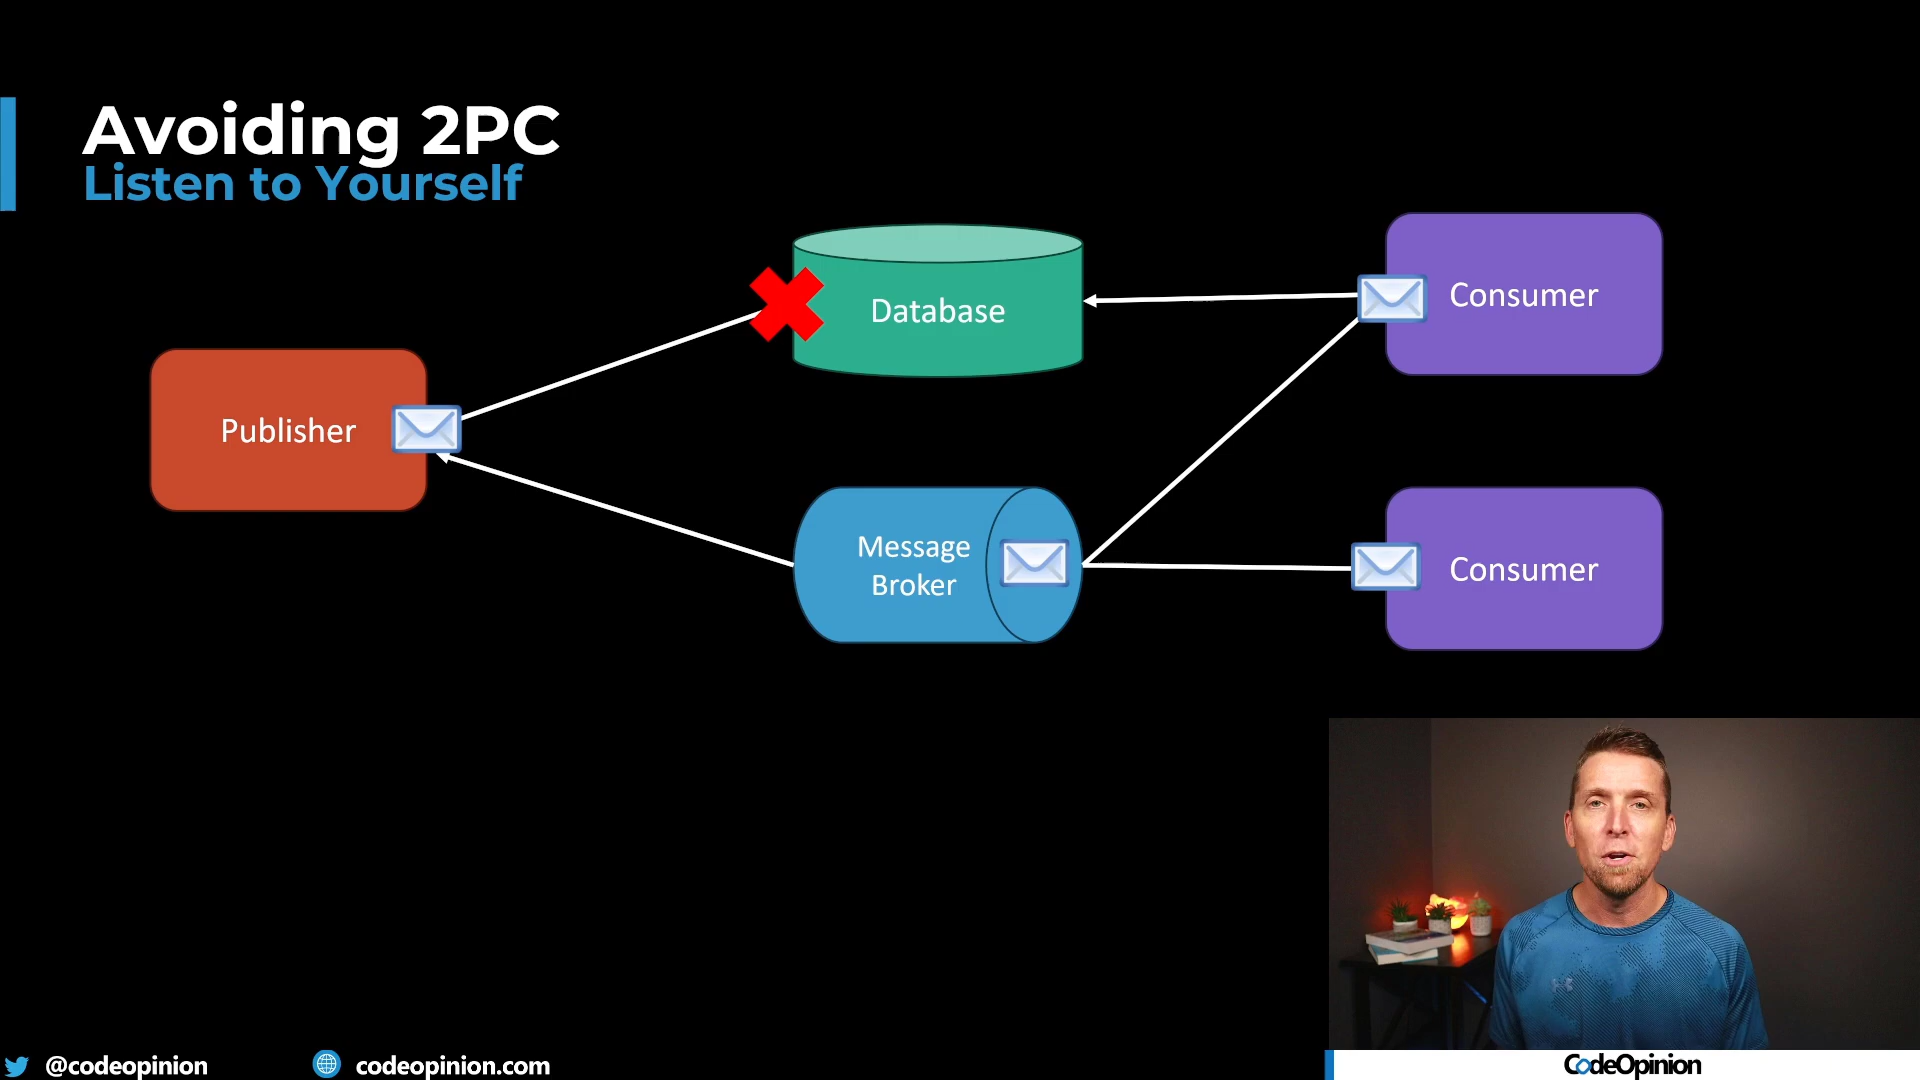 Avoiding 2PC
Listen to Yourself
Database
Consumer
Publisher
Message
Broker
Consumer
@codeopinion
codeopinion.com
CodeOpinion